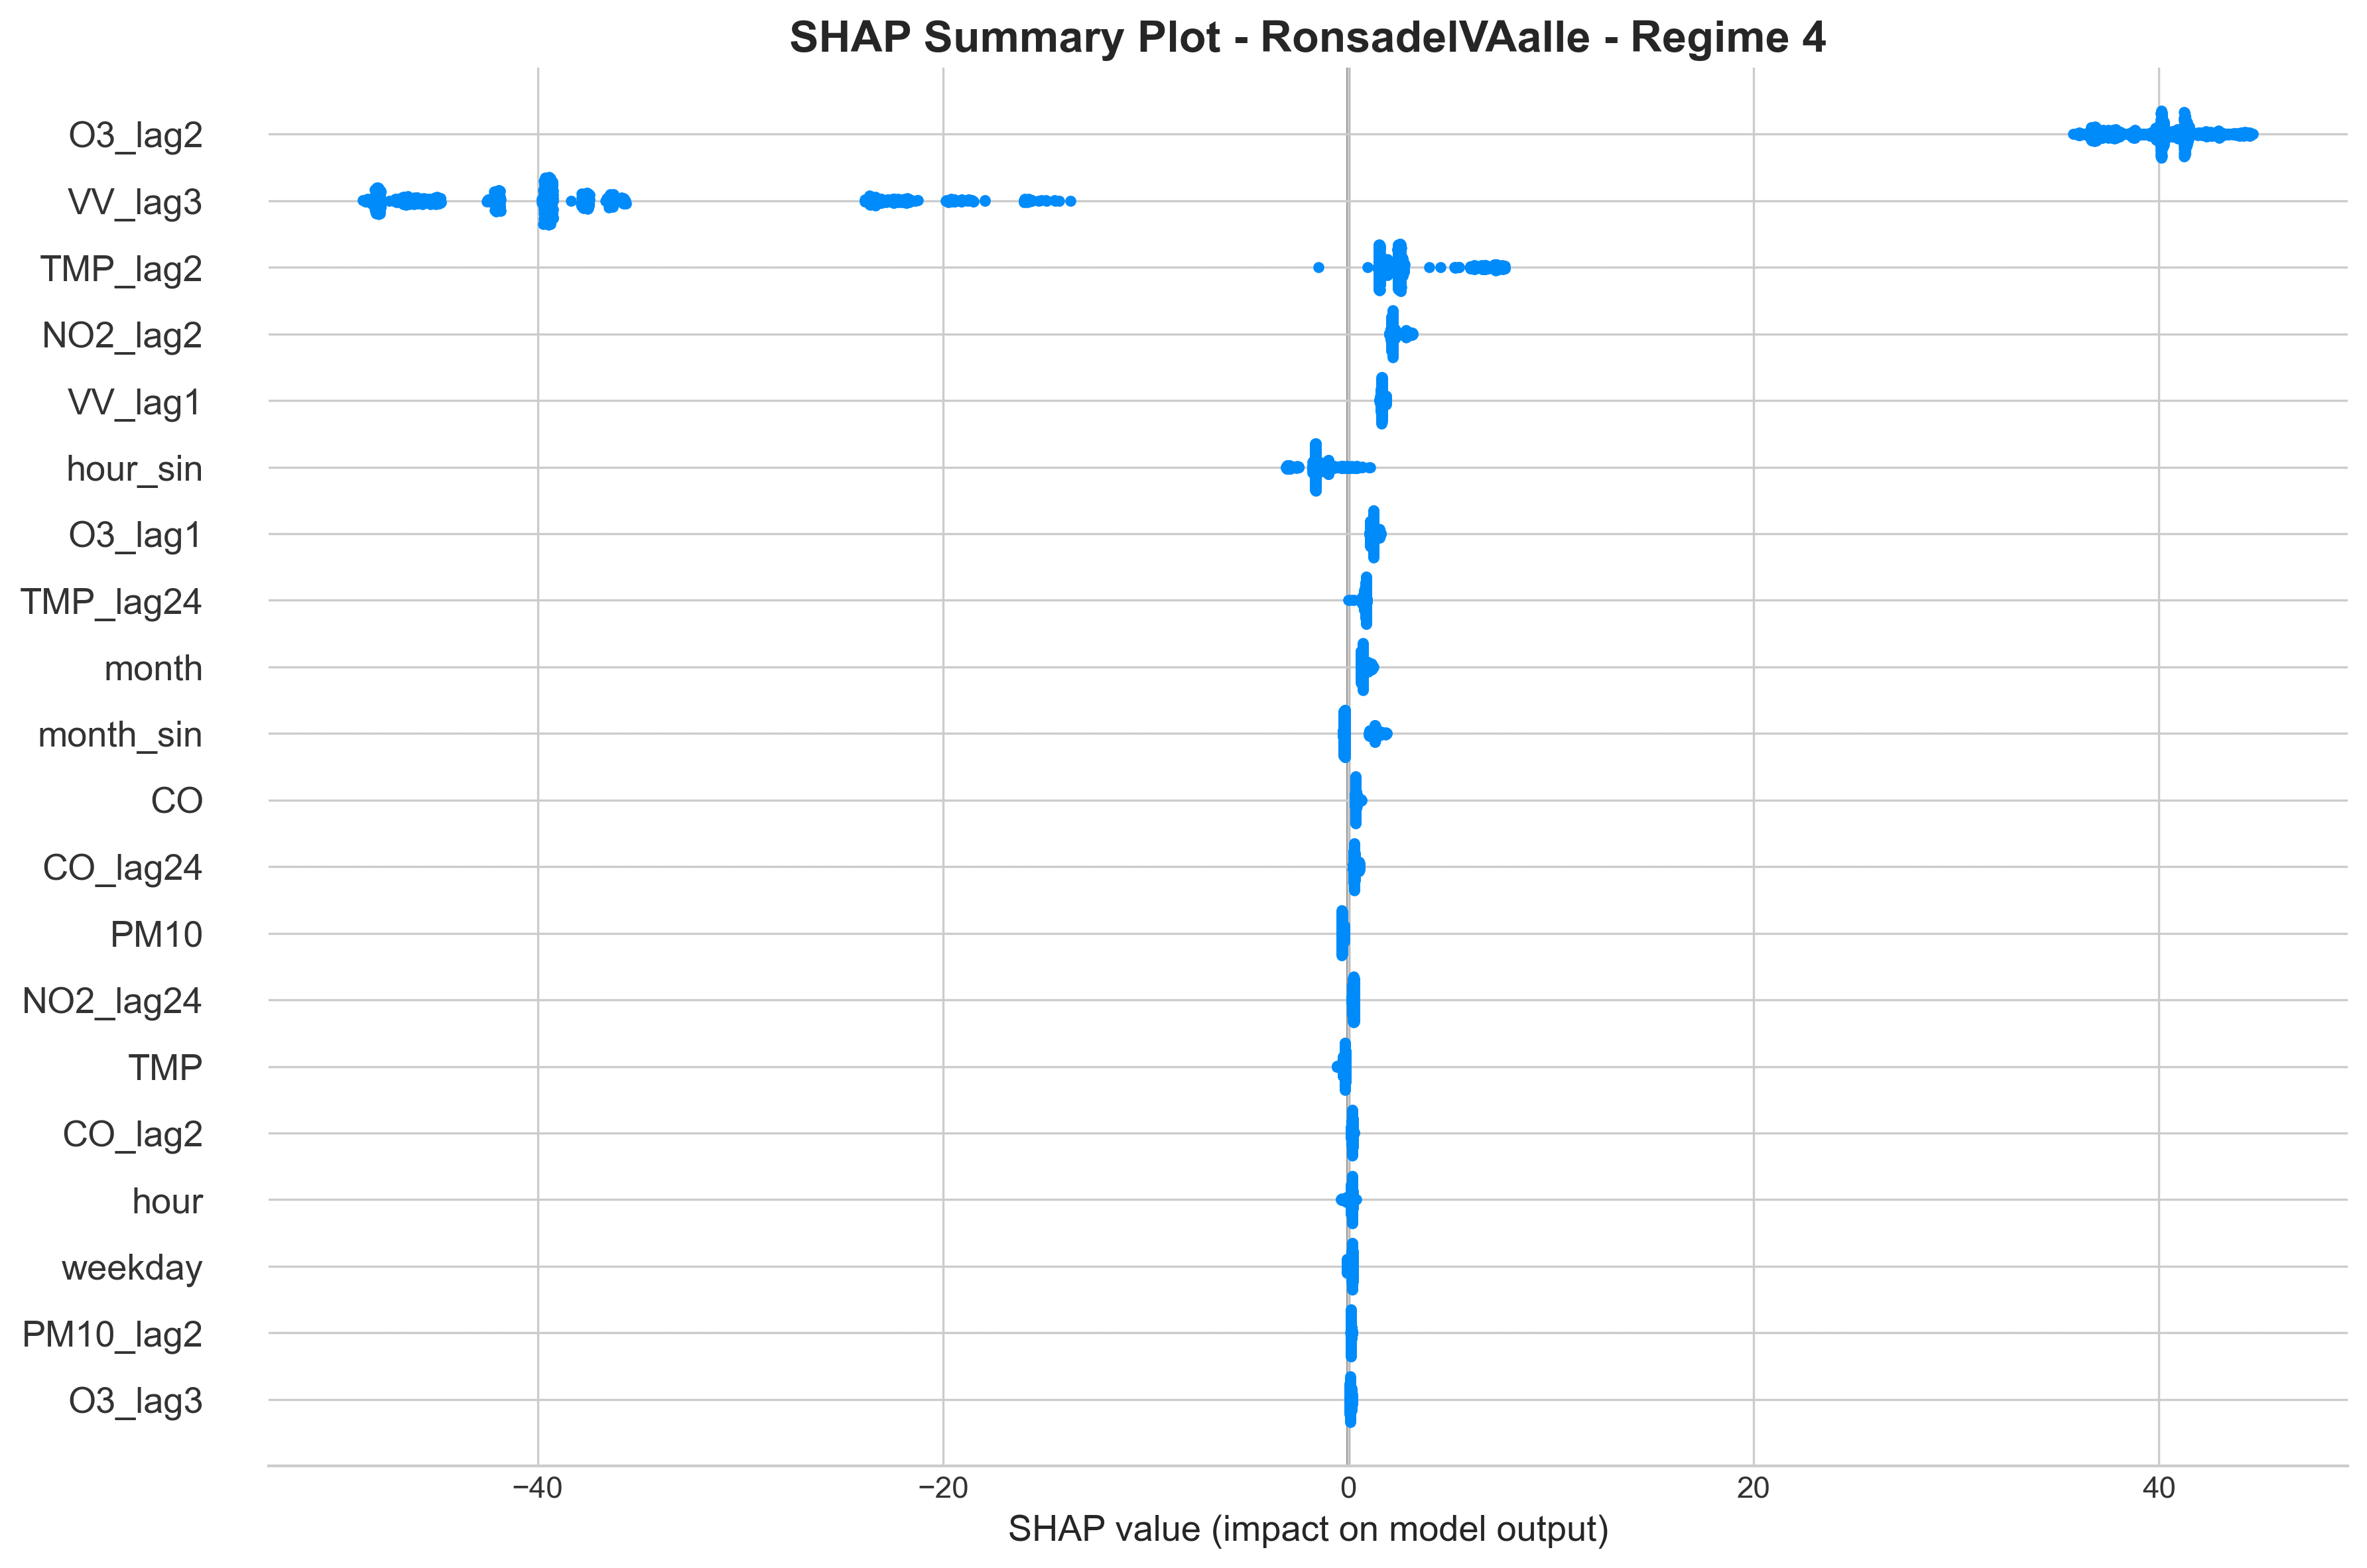 SHAP Summary Plot - RonsadelVAalle - Regime 4
O3_lag2
VV_lag3
TMP_lag2
NO2_lag2
VV_lag1
hour_sin
O3_lag1
TMP_lag24
month
month_sin
CO
CO_lag24
PM10
NO2_lag24
TMP
CO_lag2
hour
weekday
PM10_lag2
O3_lag3
−40 −20 0 20 40
SHAP value (impact on model output)